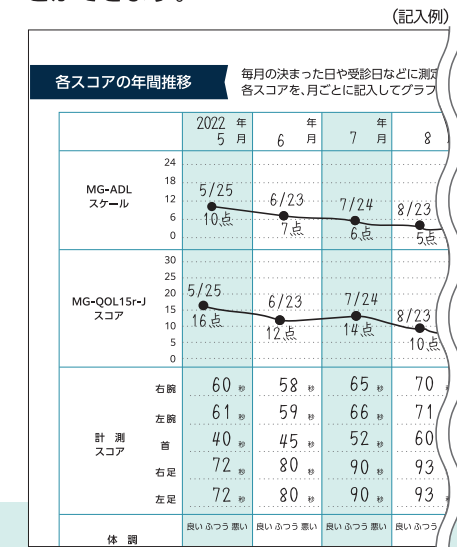 とができます。
(記入例)
各スコアの年間推移
毎月の決まった日や受診日などに測定
各スコアを、月ごとに記入してグラフ
2022 年 年 年
5 月 6 月 7 月 8
MG-ADL
スケール
24
18
12
6
0
5/25 6/23 7/24 8/23
10点 7点 6点 5点
MG-QOL15r-J
スコア
30
25
20
15
10
5
0
5/25 6/23 7/24 8/23
16点 12点 14点 10点
計測
スコア
右腕 60 秒 58 秒 65 秒 70
左腕 61 秒 59 秒 66 秒 71
首 40 秒 45 秒 52 秒 60
右足 72 秒 80 秒 90 秒 93
左足 72 秒 80 秒 90 秒 93
体調 良い ふつう 悪い 良い ふつう 悪い 良い ふつう 悪い 良い ふつう